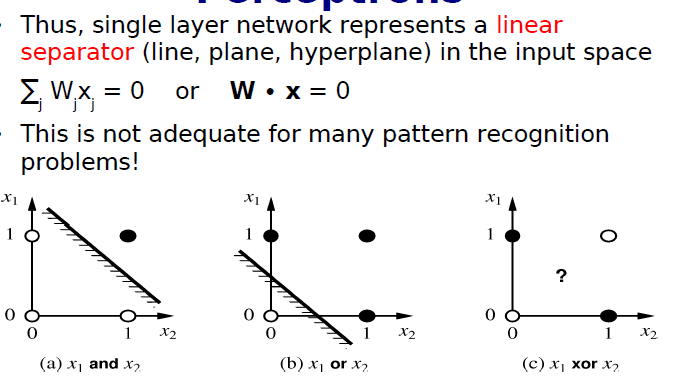 Perceptrons
Thus, single layer network represents a linear
separator (line, plane, hyperplane) in the input space
∑j Wjxj = 0 or W • x = 0
This is not adequate for many pattern recognition
problems!
x1 x1 x1
1 1 1
?
0 0 0
0 1 x2 0 1 x2 0 1 x2
(a) x1 and x2 (b) x1 or x2 (c) x1 xor x2